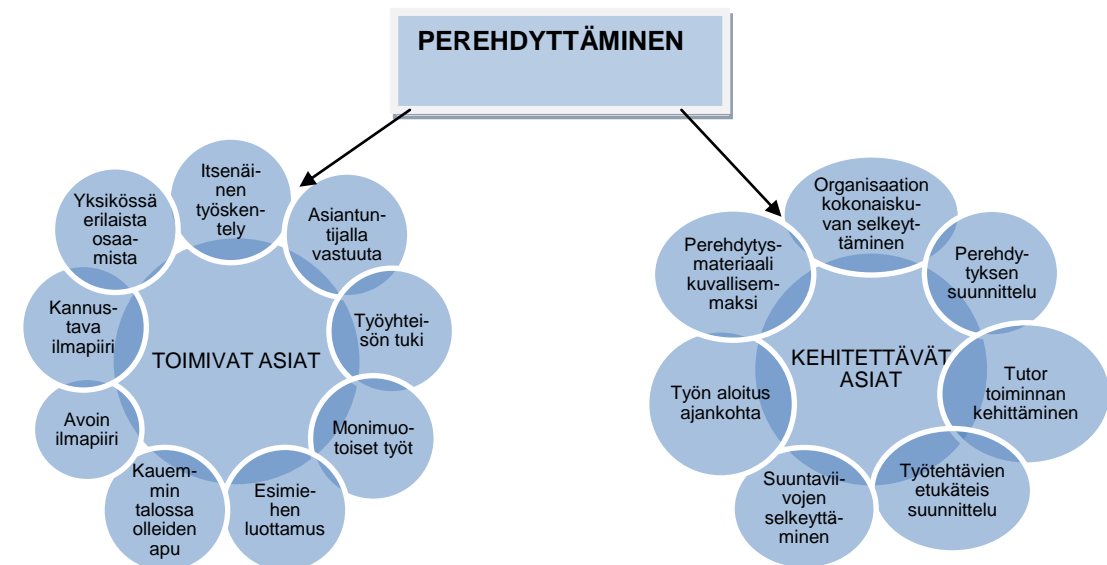 PEREHDYTTÄMINEN
Itsenäi-
nen
työsken-
tely
Asiantun-
tijalla
vastuuta
Työyhtei-
sön tuki
Monimuo-
toiset työt
Esimie-
hen
luottamus
Kauem-
min
talossa
olleiden
apu
Avoin
ilmapiiri
Kannus-
tava
ilmapiiri
Yksikössä
erilaista
osaa-
mista
TOIMIVAT ASIAT
Organisaation
kokonaisku-
van selkeyt-
täminen
Perehdy-
tyksen
suunnittelu
Tutor
toiminnan
kehittäminen
Työtehtävien
etukäteis
suunnittelu
Suuntavii-
vojen
selkeyttä-
minen
Työn aloitus
ajankohta
Perehdytys-
materiaali
kuvallisem-
maksi
KEHITETTÄVÄT
ASIAT